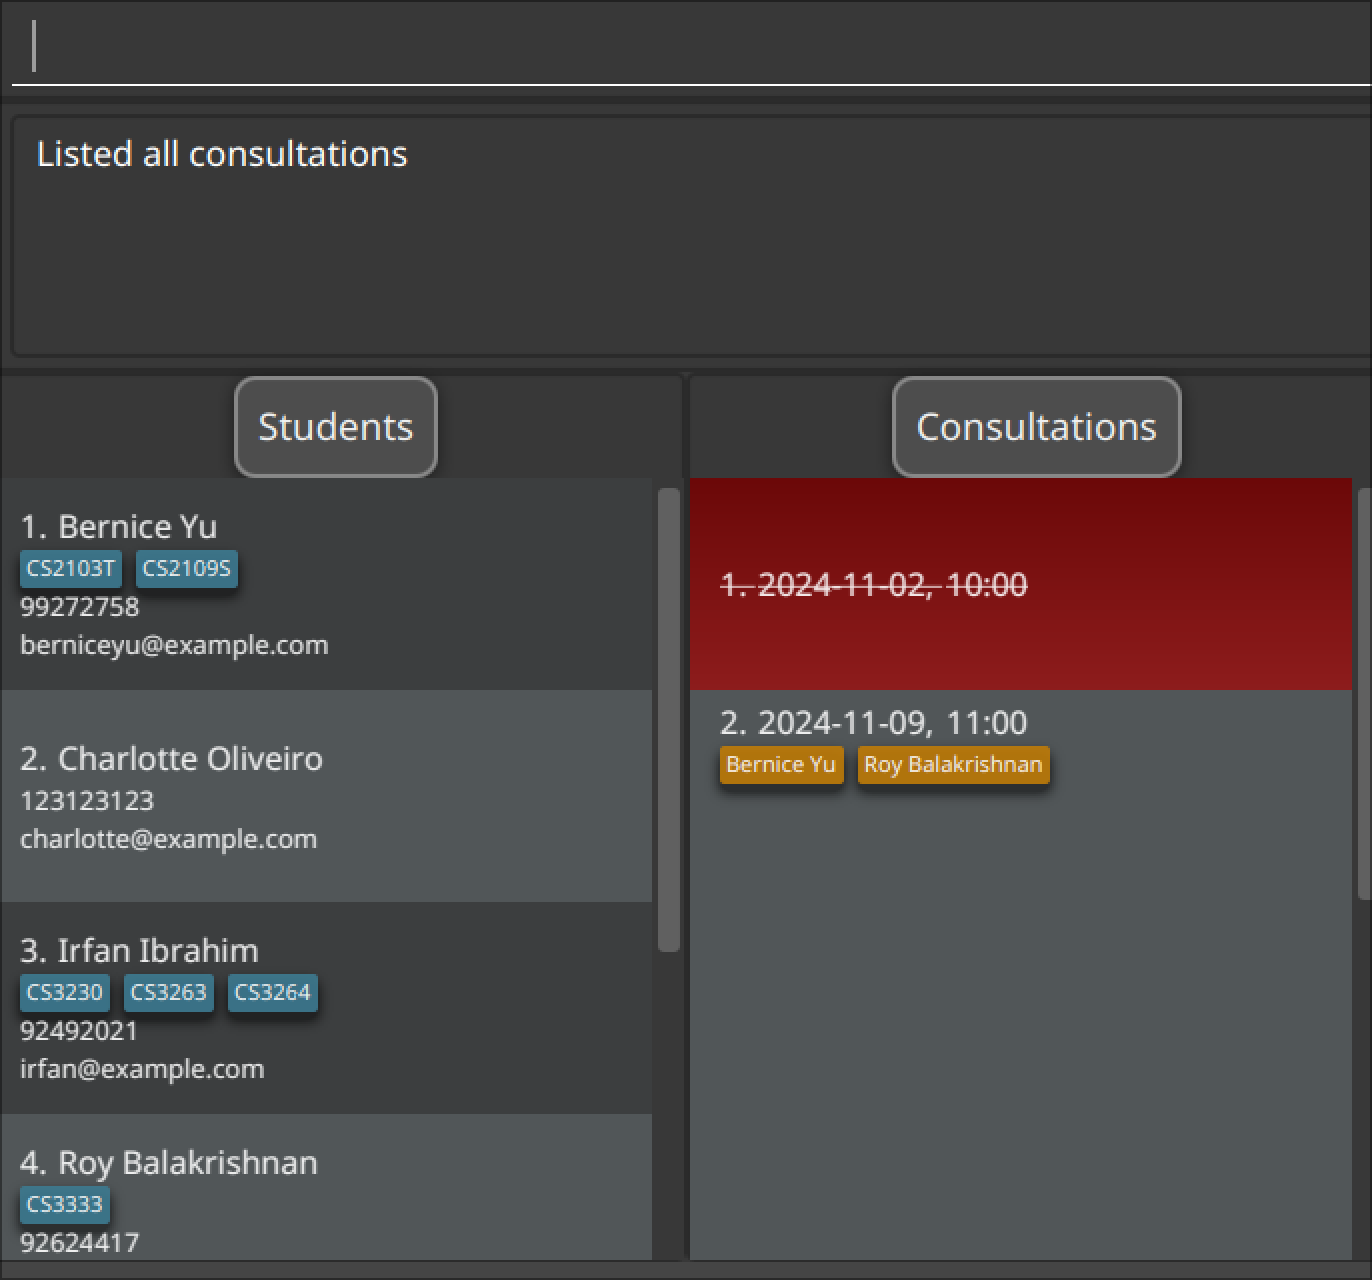 Listed all consultations
Students
1. Bernice Yu
CS2103T CS2109S
99272758
berniceyu@example.com
2. Charlotte Oliveiro
123123123
charlotte@example.com
3. Irfan Ibrahim
CS3230 CS3263 CS3264
92492021
irfan@example.com
4. Roy Balakrishnan
CS3333
92624417
Consultations
1. 2024-11-02, 10:00
2. 2024-11-09, 11:00
Bernice Yu Roy Balakrishnan